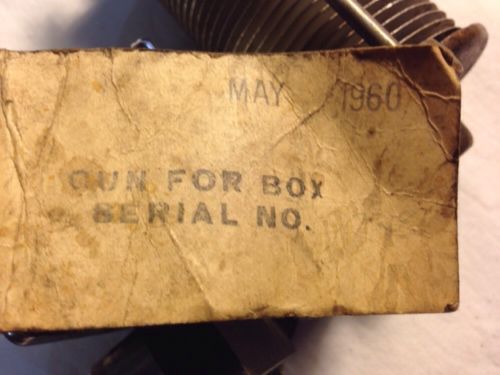 MAY 1960
GUN FOR BOX
SERIAL NO.